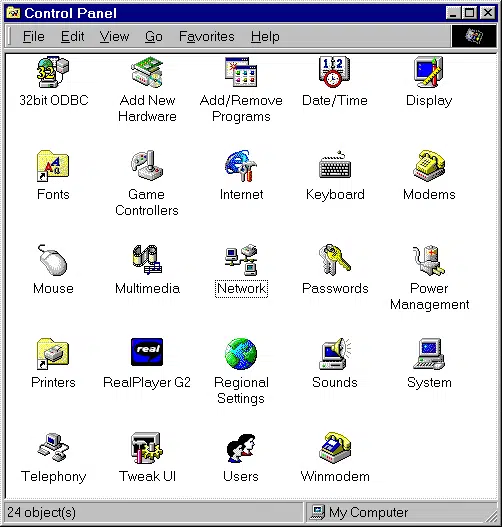 Control Panel
File Edit View Go Favorites Help
32bit ODBC
Add New
Hardware
Add/Remove
Programs
Date/Time
Display
Fonts
Game
Controllers
Internet
Keyboard
Modems
Mouse
Multimedia
Network
Passwords
Power
Management
Printers
real
RealPlayer G2
Regional
Settings
Sounds
System
Telephony
Tweak UI
Users
Winmodem
24 object(s)
My Computer